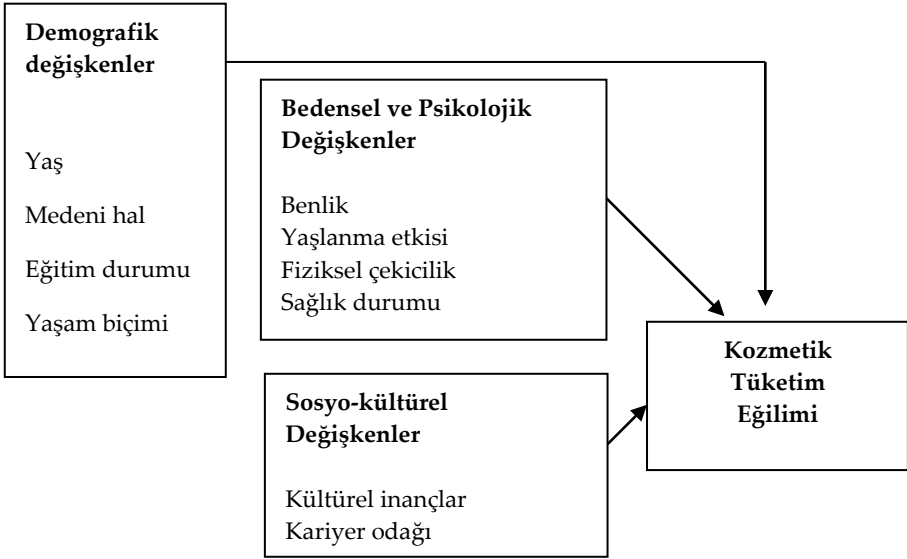 Demografik
değişkenler
Yaş
Medeni hal
Eğitim durumu
Yaşam biçimi
Bedensel ve Psikolojik
Değişkenler
Benlik
Yaşlanma etkisi
Fiziksel çekicilik
Sağlık durumu
Sosyo-kültürel
Değişkenler
Kültürel inançlar
Kariyer odağı
Kozmetik
Tüketim
Eğilimi